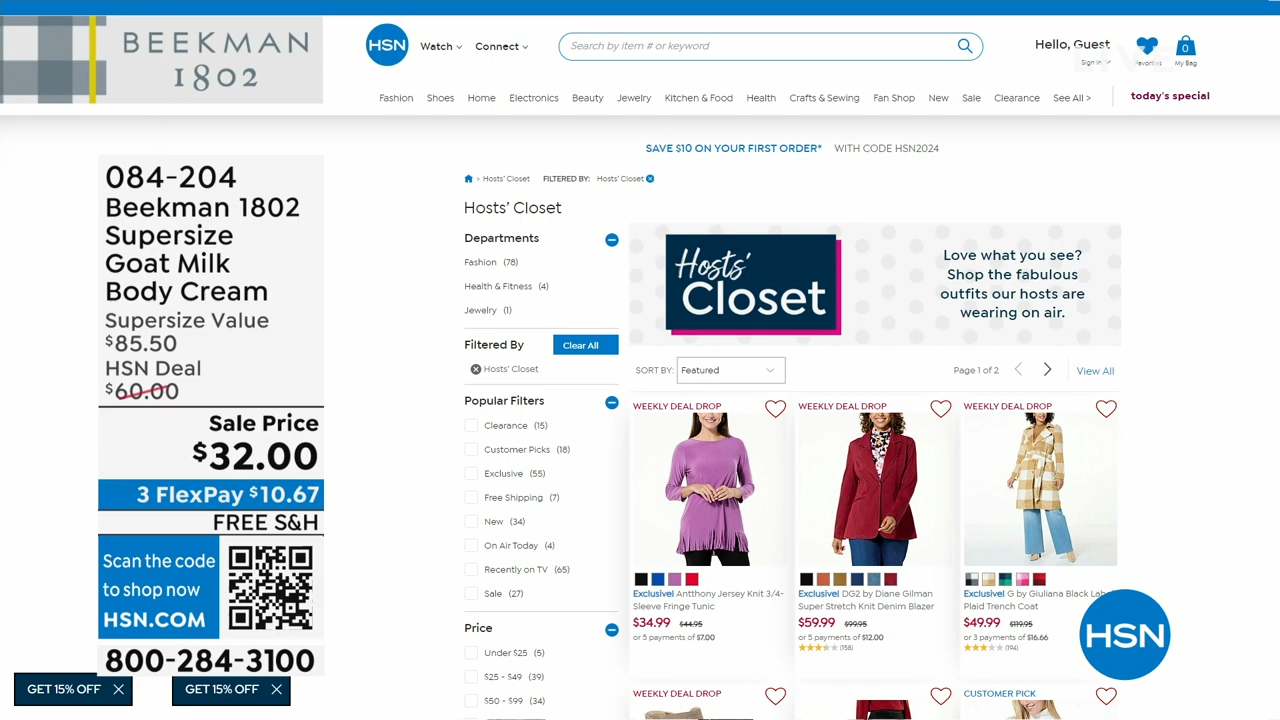 BEEKMAN
1802
HSN
Watch
Connect
Search by item # or keyword
Hello, Guest
Sign In
Favorites
0
My Bag
Fashion Shoes Home Electronics Beauty Jewelry Kitchen & Food Health Crafts & Sewing Fan Shop New Sale Clearance See All > today's special
084-204
Beekman 1802
Supersize
Goat Milk
Body Cream
Supersize Value
$85.50
HSN Deal
$60.00
Sale Price
$32.00
3 FlexPay $10.67
FREE S&H
Scan the code
to shop now
HSN.COM
800-284-3100
GET 15% OFF
GET 15% OFF
SAVE $10 ON YOUR FIRST ORDER* WITH CODE HSN2024
> Hosts' Closet FILTERED BY: Hosts' Closet
Hosts' Closet
Departments
Fashion (78)
Health & Fitness (4)
Jewelry (1)
Filtered By
Clear All
Hosts' Closet
Popular Filters
Clearance (15)
Customer Picks (18)
Exclusive (55)
Free Shipping (7)
New (34)
On Air Today (4)
Recently on TV (65)
Sale (27)
Price
Under $25 (5)
$25 - $49 (39)
$50 - $99 (34)
Hosts'
Closet
Love what you see?
Shop the fabulous
outfits our hosts are
wearing on air.
SORT BY: Featured
Page 1 of 2
View All
WEEKLY DEAL DROP
Exclusive! Antthony Jersey Knit 3/4-
Sleeve Fringe Tunic
$34.99 $44.95
or 5 payments of $7.00
WEEKLY DEAL DROP
Exclusive! DG2 by Diane Gilman
Super Stretch Knit Denim Blazer
$59.99 $99.95
or 5 payments of $12.00
(158)
WEEKLY DEAL DROP
Exclusive! G by Giuliana Black
Plaid Trench Coat
$49.99 $119.95
or 3 payments of $16.66
(194)
HSN
WEEKLY DEAL DROP
CUSTOMER PICK